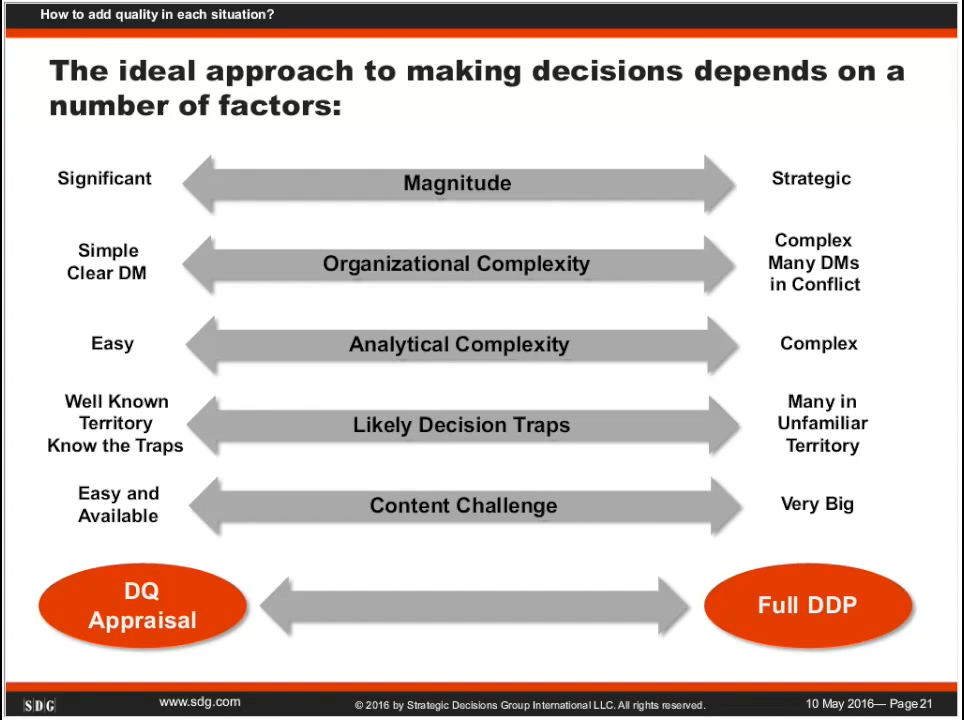 How to add quality in each situation?
The ideal approach to making decisions depends on a
number of factors:
Significant
Magnitude
Strategic
Simple
Clear DM
Organizational Complexity
Complex
Many DMs
in Conflict
Easy
Analytical Complexity
Complex
Well Known
Territory
Know the Traps
Likely Decision Traps
Many in
Unfamiliar
Territory
Easy and
Available
Content Challenge
Very Big
DQ
Appraisal
Full DDP
SDG
www.sdg.com
© 2016 by Strategic Decisions Group International LLC. All rights reserved.
10 May 2016— Page 21